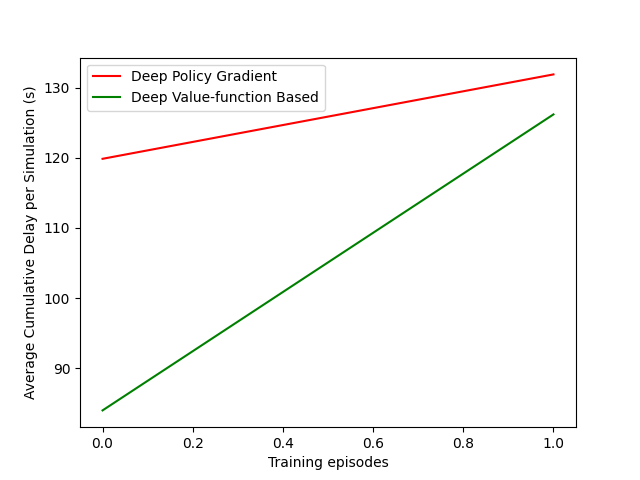 Deep Policy Gradient
Deep Value-function Based
Average Cumulative Delay per Simulation (s)
130
120
110
100
90
0.0 0.2 0.4 0.6 0.8 1.0
Training episodes